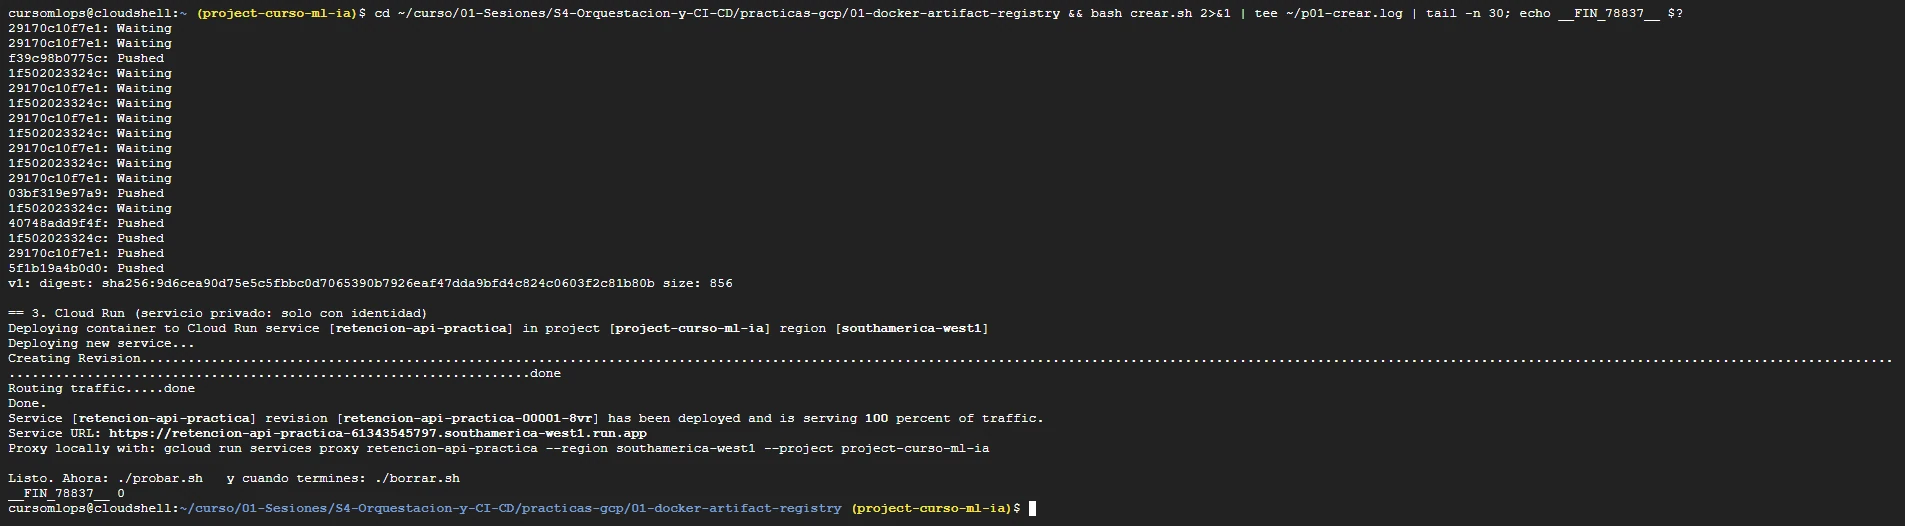 cursomlops@cloudshell:~ (project-curso-ml-ia)$ cd ~/curso/01-Sesiones/S4-Orquestacion-y-CI-CD/practicas-gcp/01-docker-artifact-registry && bash crear.sh 2>&1 | tee ~/p01-crear.log | tail -n 30; echo __FIN_78837__ $?
29170c10f7e1: Waiting
29170c10f7e1: Waiting
f39c98b0775c: Pushed
1f502023324c: Waiting
29170c10f7e1: Waiting
1f502023324c: Waiting
29170c10f7e1: Waiting
1f502023324c: Waiting
29170c10f7e1: Waiting
1f502023324c: Waiting
29170c10f7e1: Waiting
03bf319e97a9: Pushed
1f502023324c: Waiting
40748add9f4f: Pushed
1f502023324c: Pushed
29170c10f7e1: Pushed
5f1b19a4b0d0: Pushed
v1: digest: sha256:9d6cea90d75e5c5fbbc0d7065390b7926eaf47dda9bfd4c824c0603f2c81b80b size: 856
== 3. Cloud Run (servicio privado: solo con identidad)
Deploying container to Cloud Run service [retencion-api-practica] in project [project-curso-ml-ia] region [southamerica-west1]
Deploying new service...
Creating Revision...................................................................................................................................................................................................................................
....................................................................done
Routing traffic.....done
Done.
Service [retencion-api-practica] revision [retencion-api-practica-00001-8vr] has been deployed and is serving 100 percent of traffic.
Service URL: https://retencion-api-practica-61343545797.southamerica-west1.run.app
Proxy locally with: gcloud run services proxy retencion-api-practica --region southamerica-west1 --project project-curso-ml-ia
Listo. Ahora: ./probar.sh   y cuando termines: ./borrar.sh
__FIN_78837__ 0
cursomlops@cloudshell:~/curso/01-Sesiones/S4-Orquestacion-y-CI-CD/practicas-gcp/01-docker-artifact-registry (project-curso-ml-ia)$